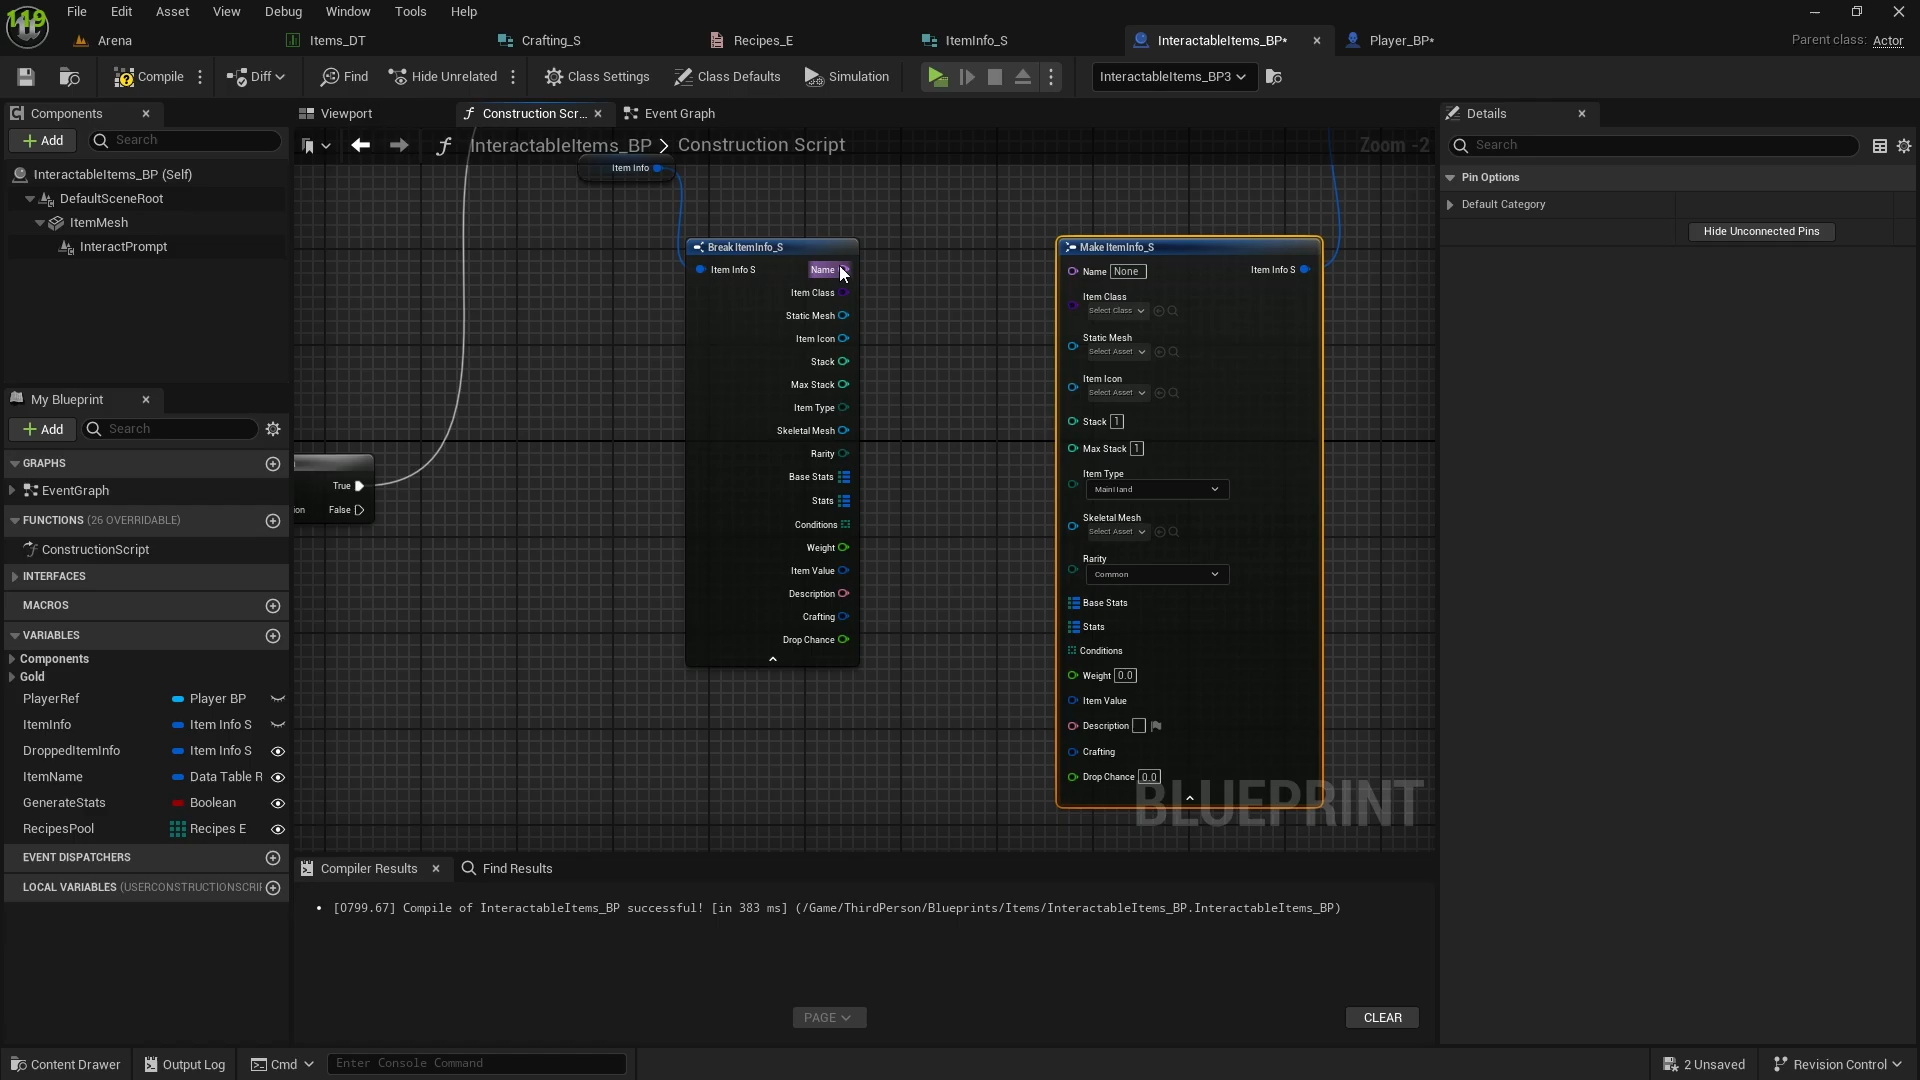 119
File Edit Asset View Debug Window Tools Help
Arena
Items_DT
Crafting_S
Recipes_E
ItemInfo_S
InteractableItems_BP*
Player_BP*
Parent class: Actor
Compile
Diff
Find
Hide Unrelated
Class Settings
Class Defaults
Simulation
InteractableItems_BP3
Components
Add
Search
InteractableItems_BP (Self)
DefaultSceneRoot
ItemMesh
InteractPrompt
My Blueprint
Add
Search
GRAPHS
EventGraph
FUNCTIONS (26 OVERRIDABLE)
ConstructionScript
INTERFACES
MACROS
VARIABLES
Components
Gold
PlayerRef Player BP
ItemInfo Item Info S
DroppedItemInfo Item Info S
ItemName Data Table R
GenerateStats Boolean
RecipesPool Recipes E
EVENT DISPATCHERS
LOCAL VARIABLES (USERCONSTRUCTIONSCRIP
Viewport
Construction Scr...
Event Graph
InteractableItems_BP > Construction Script
Zoom -2
Item Info
True
ion False
Break ItemInfo_S
Item Info S Name
Item Class
Static Mesh
Item Icon
Stack
Max Stack
Item Type
Skeletal Mesh
Rarity
Base Stats
Stats
Conditions
Weight
Item Value
Description
Crafting
Drop Chance
Make ItemInfo_S
Name None Item Info S
Item Class
Select Class
Static Mesh
Select Asset
Item Icon
Select Asset
Stack 1
Max Stack 1
Item Type
MainHand
Skeletal Mesh
Select Asset
Rarity
Common
Base Stats
Stats
Conditions
Weight 0.0
Item Value
Description
Crafting
Drop Chance 0.0
BLUEPRINT
Details
Search
Pin Options
Default Category
Hide Unconnected Pins
Compiler Results
Find Results
• [0799.67] Compile of InteractableItems_BP successful! [in 383 ms] (/Game/ThirdPerson/Blueprints/Items/InteractableItems_BP.InteractableItems_BP)
PAGE
CLEAR
Content Drawer
Output Log
Cmd
Enter Console Command
2 Unsaved
Revision Control